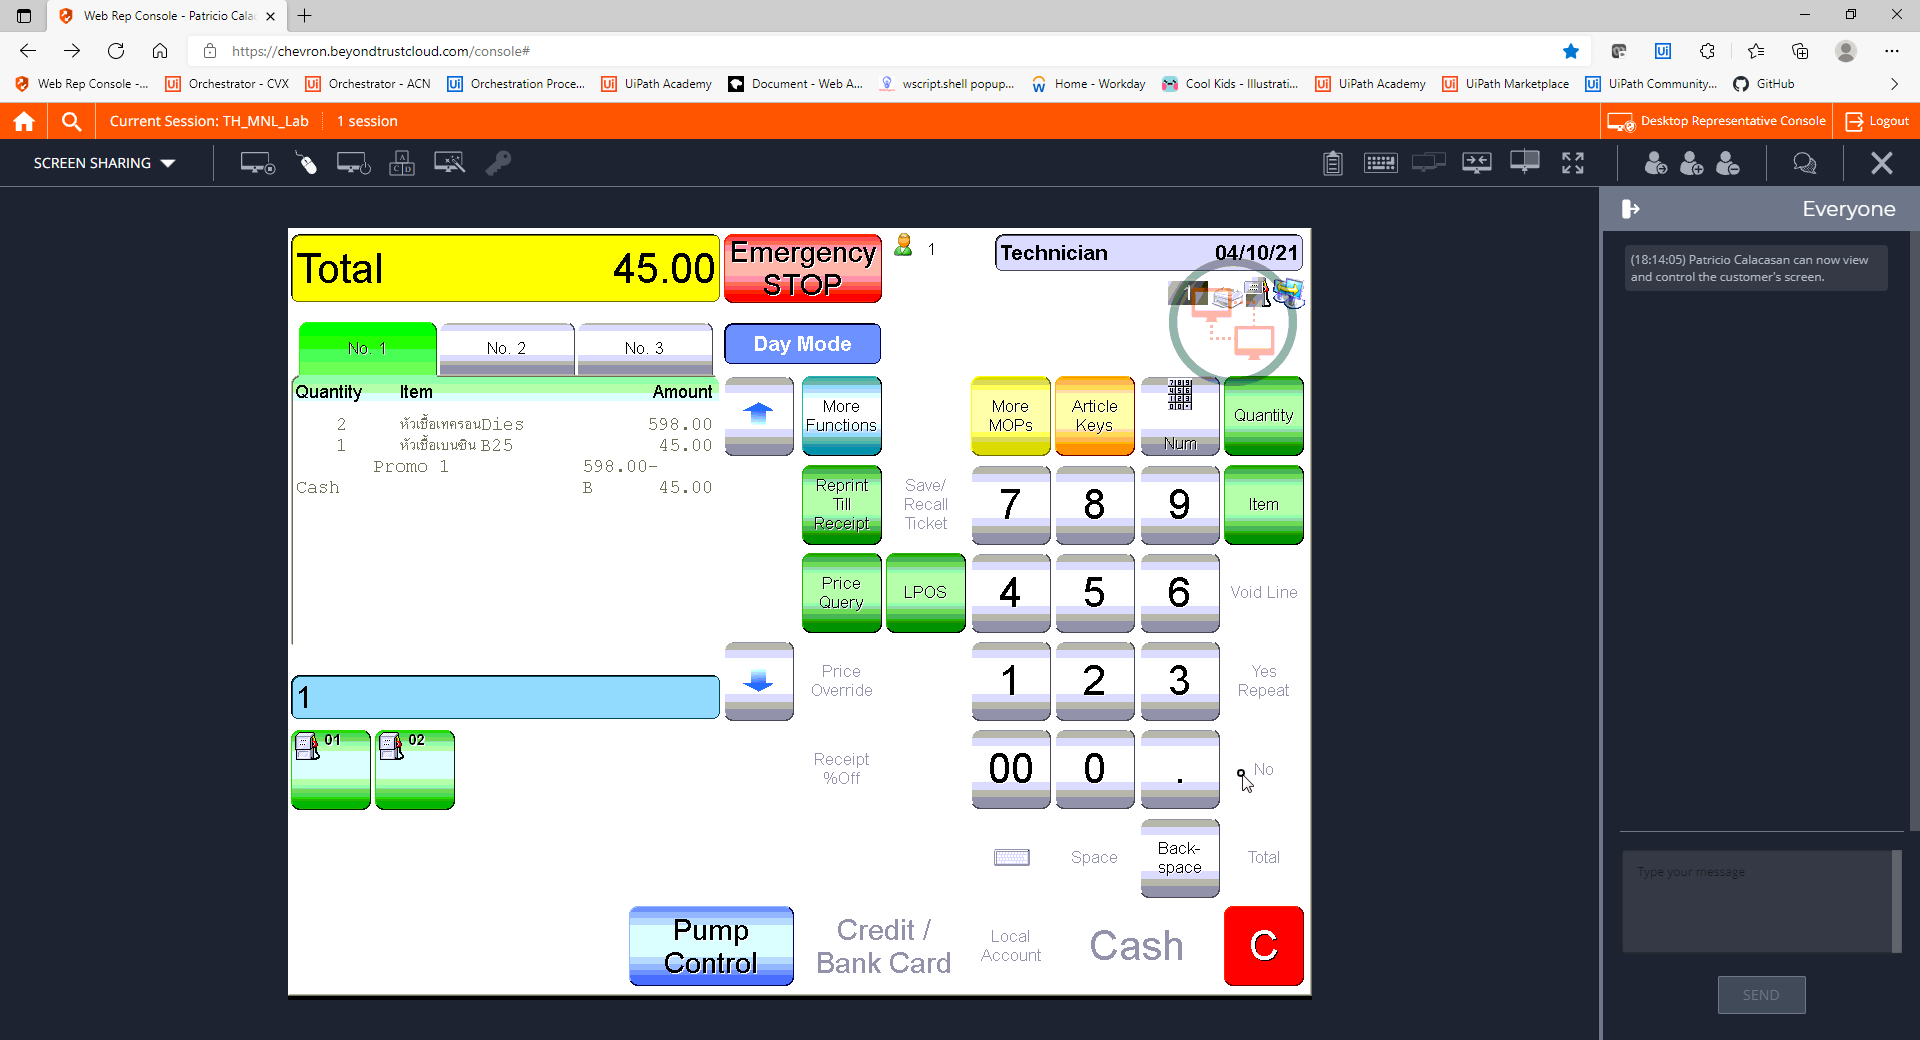 Web Rep Console - Patricio Cala
https://chevron.beyondtrustcloud.com/console#
Web Rep Console -...
Orchestrator - CVX
Orchestrator - ACN
Orchestration Proce...
UiPath Academy
Document - Web A...
wscript.shell popup...
Home - Workday
Cool Kids - Illustrati...
UiPath Academy
UiPath Marketplace
UiPath Community...
GitHub
Current Session: TH_MNL_Lab
1 session
Desktop Representative Console
Logout
SCREEN SHARING
Everyone
(18:14:05) Patricio Calacasan can now view
and control the customer's screen.
Total 45.00
Emergency
STOP
1
Technician 04/10/21
1
No. 1
No. 2
No. 3
Day Mode
Quantity Item Amount
2 หัวเชื้อเทครอนDies 598.00
1 หัวเชื้อเบนซิน B25 45.00
Promo 1 598.00-
Cash B 45.00
More
Functions
More
MOPs
Article
Keys
Num
Quantity
Reprint
Till
Receipt
Save/
Recall
Ticket
7
8
9
Item
Price
Query
LPOS
4
5
6
Void Line
Price
Override
1
2
3
Yes
Repeat
1
01
02
Receipt
%Off
00
0
.
No
Space
Back-
space
Total
Pump
Control
Credit /
Bank Card
Local
Account
Cash
C
Type your message
SEND